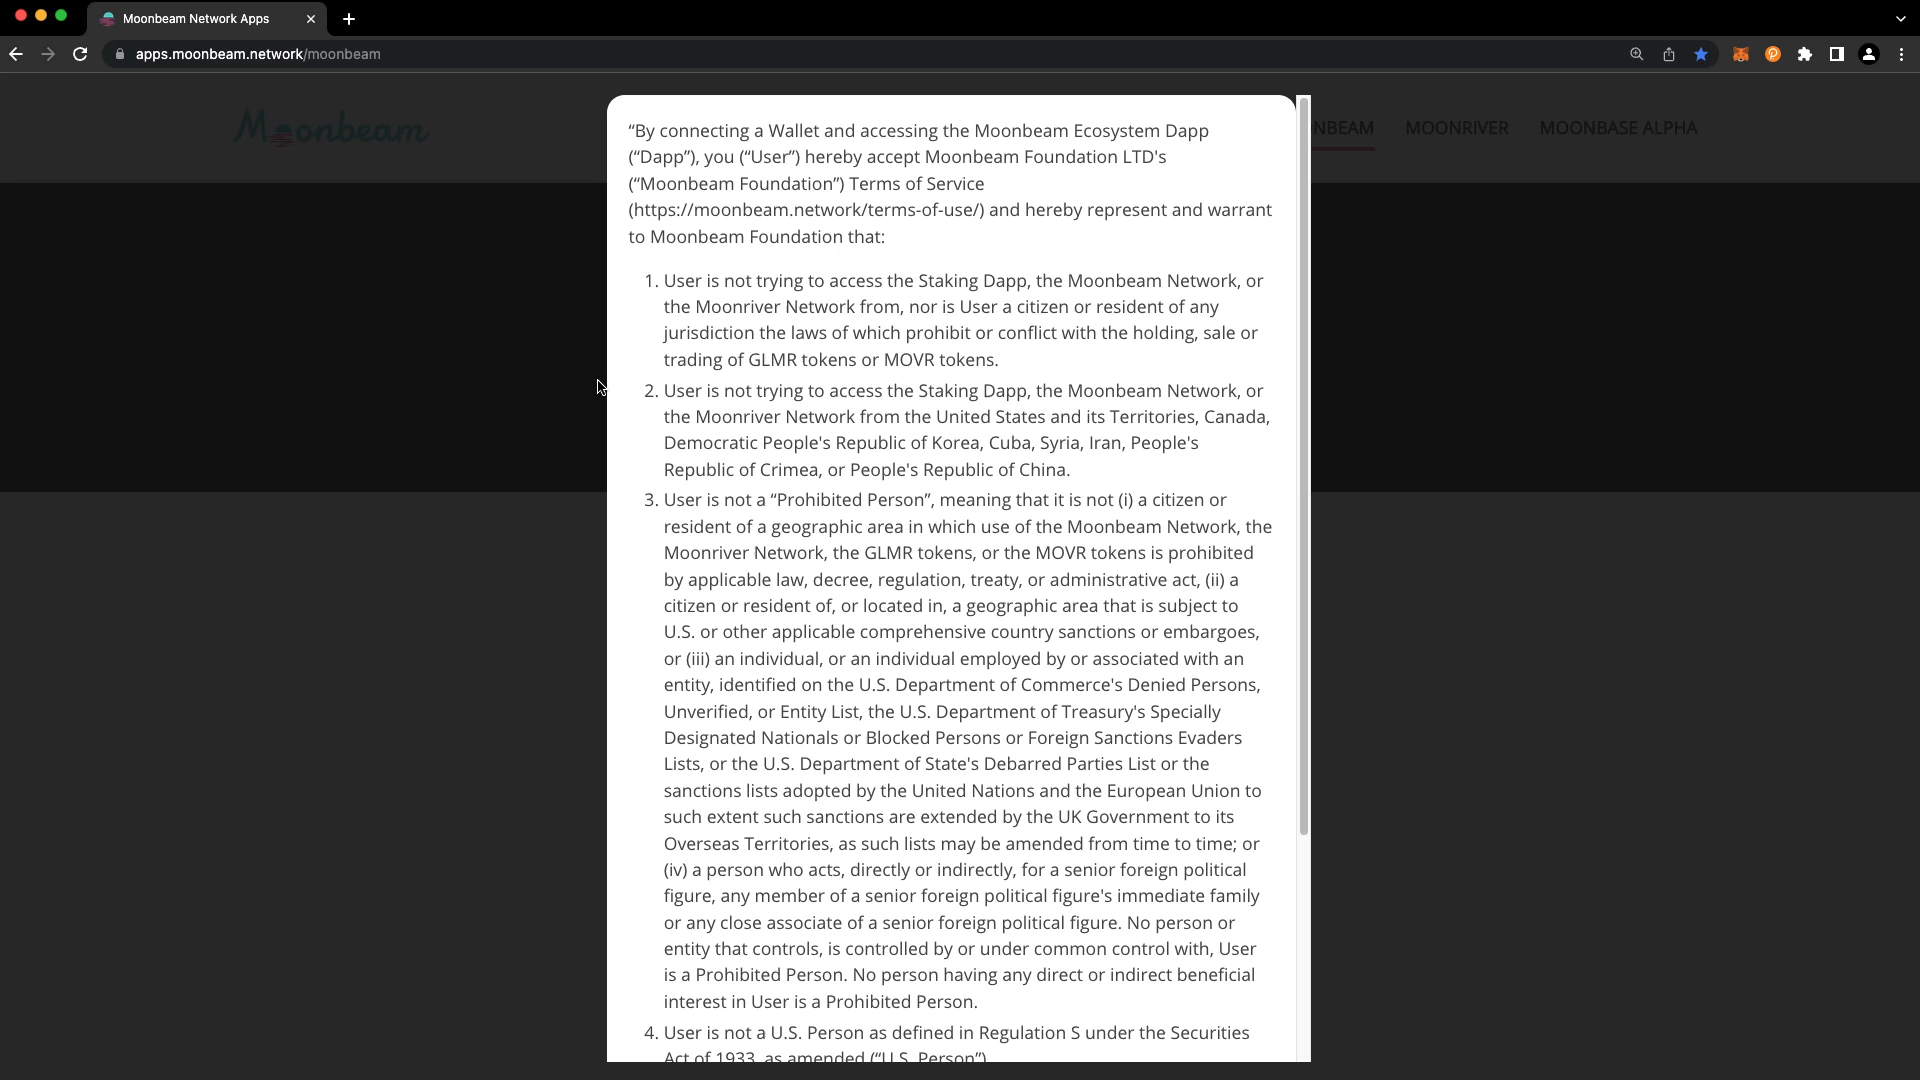 Moonbeam Network Apps
apps.moonbeam.network/moonbeam
Moonbeam
NBEAM MOONRIVER MOONBASE ALPHA
“By connecting a Wallet and accessing the Moonbeam Ecosystem Dapp
(“Dapp”), you (“User”) hereby accept Moonbeam Foundation LTD's
(“Moonbeam Foundation”) Terms of Service
(https://moonbeam.network/terms-of-use/) and hereby represent and warrant
to Moonbeam Foundation that:
1. User is not trying to access the Staking Dapp, the Moonbeam Network, or
the Moonriver Network from, nor is User a citizen or resident of any
jurisdiction the laws of which prohibit or conflict with the holding, sale or
trading of GLMR tokens or MOVR tokens.
2. User is not trying to access the Staking Dapp, the Moonbeam Network, or
the Moonriver Network from the United States and its Territories, Canada,
Democratic People's Republic of Korea, Cuba, Syria, Iran, People's
Republic of Crimea, or People's Republic of China.
3. User is not a “Prohibited Person”, meaning that it is not (i) a citizen or
resident of a geographic area in which use of the Moonbeam Network, the
Moonriver Network, the GLMR tokens, or the MOVR tokens is prohibited
by applicable law, decree, regulation, treaty, or administrative act, (ii) a
citizen or resident of, or located in, a geographic area that is subject to
U.S. or other applicable comprehensive country sanctions or embargoes,
or (iii) an individual, or an individual employed by or associated with an
entity, identified on the U.S. Department of Commerce's Denied Persons,
Unverified, or Entity List, the U.S. Department of Treasury's Specially
Designated Nationals or Blocked Persons or Foreign Sanctions Evaders
Lists, or the U.S. Department of State's Debarred Parties List or the
sanctions lists adopted by the United Nations and the European Union to
such extent such sanctions are extended by the UK Government to its
Overseas Territories, as such lists may be amended from time to time; or
(iv) a person who acts, directly or indirectly, for a senior foreign political
figure, any member of a senior foreign political figure's immediate family
or any close associate of a senior foreign political figure. No person or
entity that controls, is controlled by or under common control with, User
is a Prohibited Person. No person having any direct or indirect beneficial
interest in User is a Prohibited Person.
4. User is not a U.S. Person as defined in Regulation S under the Securities
Act of 1933, as amended (“U.S. Person”)